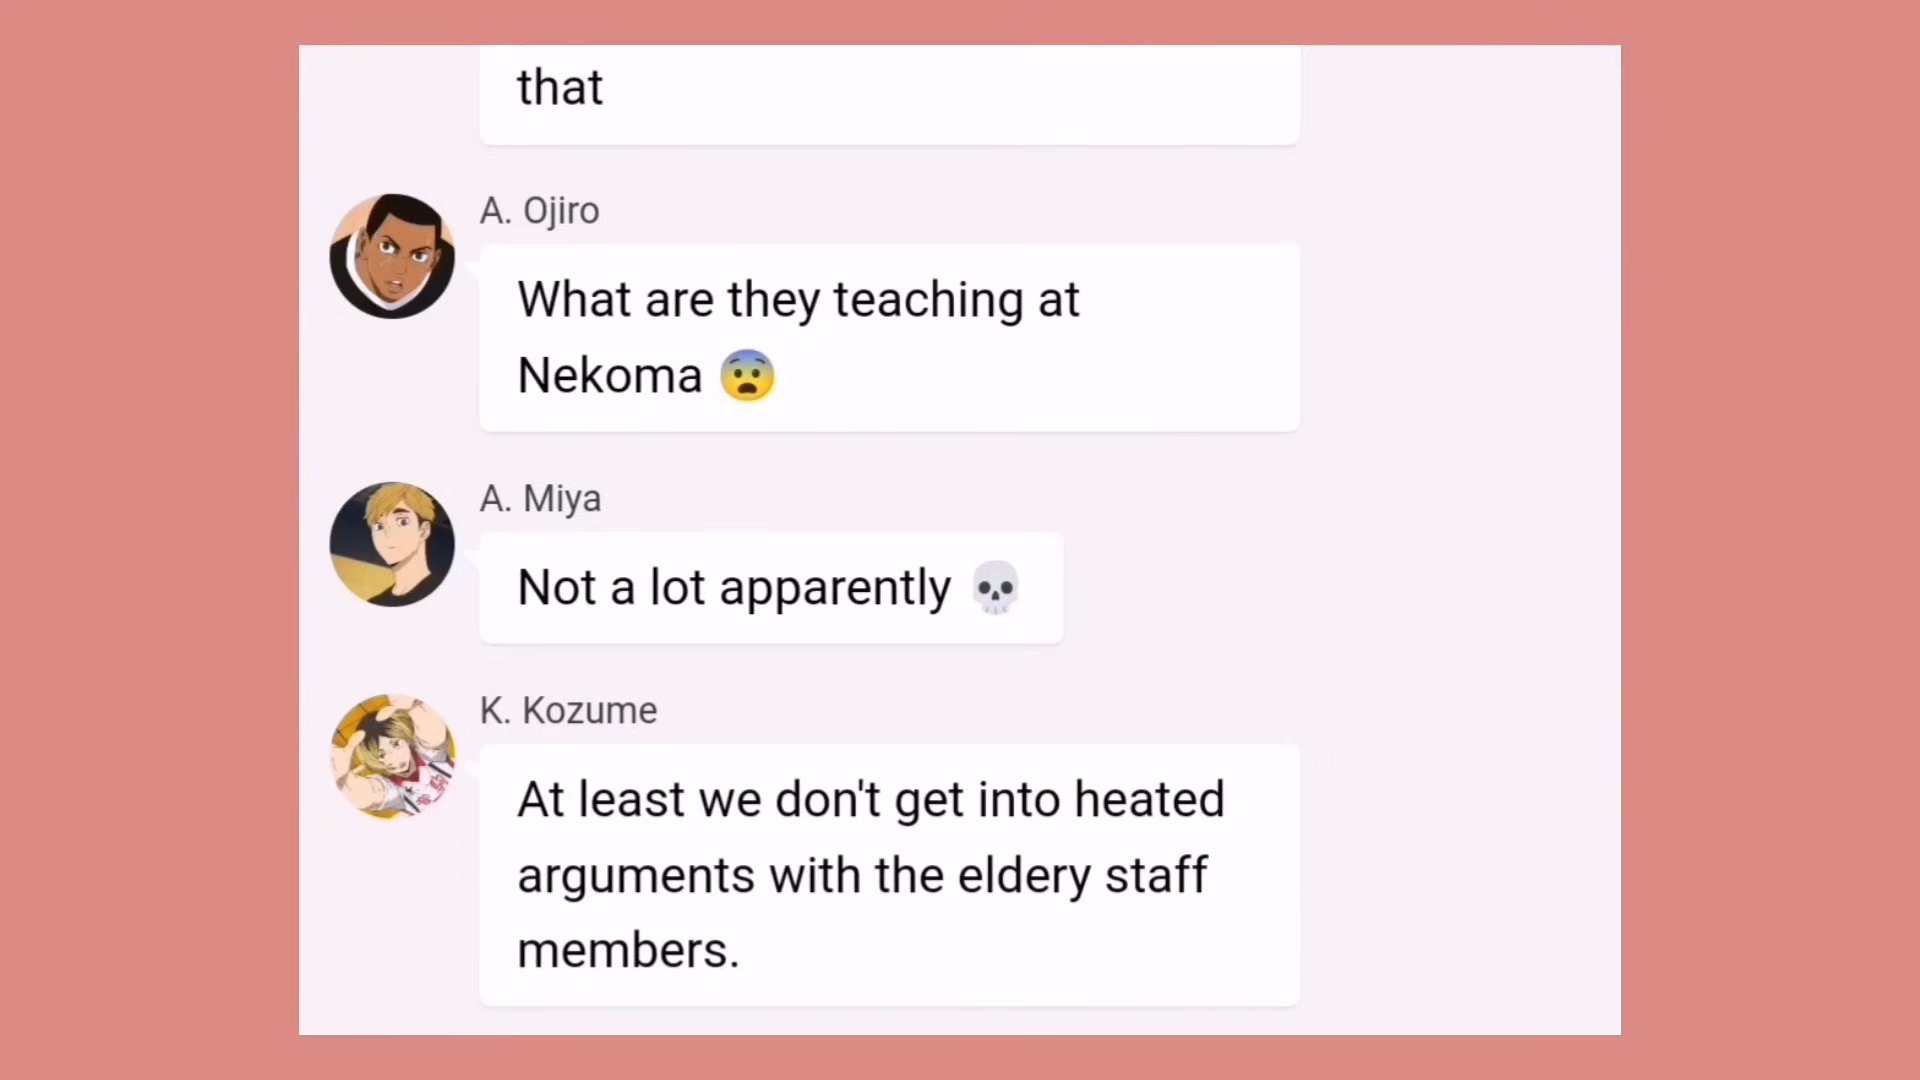 that
A. Ojiro
What are they teaching at
Nekoma 😨
A. Miya
Not a lot apparently 💀
K. Kozume
At least we don't get into heated
arguments with the eldery staff
members.